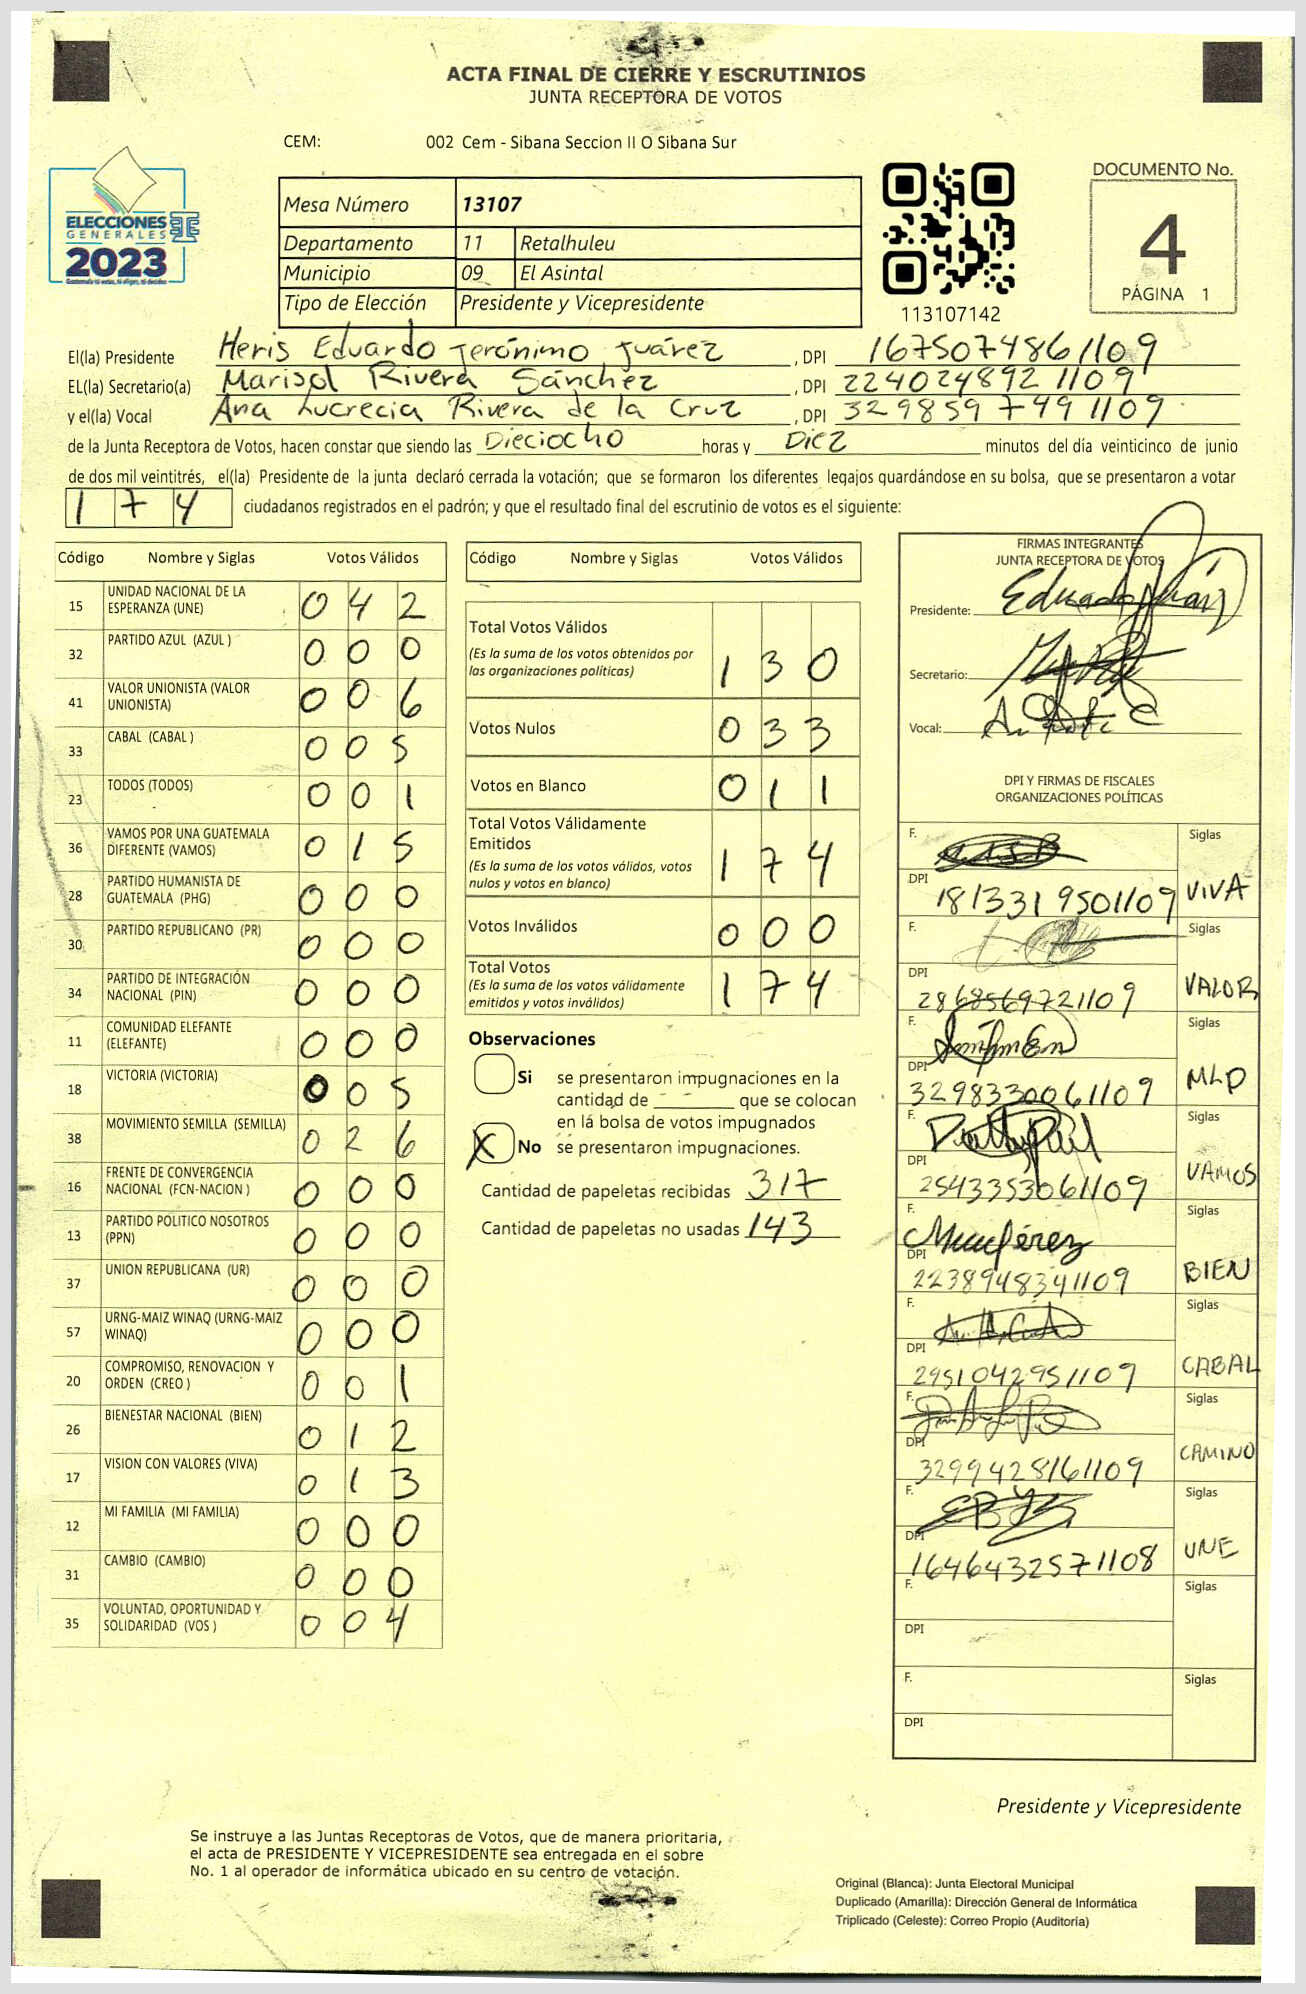 ACTA FINAL DE CIERRE Y ESCRUTINIOS
JUNTA RECEPTORA DE VOTOS
CEM: 002 Cem - Sibana Seccion II O Sibana Sur
ELECCIONES
GENERALES
2023
Mesa Número 13107
Departamento 11 Retalhuleu
Municipio 09 El Asintal
Tipo de Elección Presidente y Vicepresidente
113107142
DOCUMENTO No.
4
PÁGINA 1
El(la) Presidente Heris Eduardo Jerónimo Juárez, DPI 1675074861109
EL(la) Secretario(a) Marisol Rivera Sánchez, DPI 2240248921109
y el(la) Vocal Ana Lucrecia Rivera de la Cruz, DPI 3298597491109
de la Junta Receptora de Votos, hacen constar que siendo las Dieciocho horas y Diez minutos del día veinticinco de junio
de dos mil veintitrés, el(la) Presidente de la junta declaró cerrada la votación; que se formaron los diferentes legajos guardándose en su bolsa, que se presentaron a votar
174 ciudadanos registrados en el padrón; y que el resultado final del escrutinio de votos es el siguiente:
Código Nombre y Siglas Votos Válidos
15 UNIDAD NACIONAL DE LA ESPERANZA (UNE) 042
32 PARTIDO AZUL (AZUL ) 000
41 VALOR UNIONISTA (VALOR UNIONISTA) 006
33 CABAL (CABAL ) 005
23 TODOS (TODOS) 001
36 VAMOS POR UNA GUATEMALA DIFERENTE (VAMOS) 015
28 PARTIDO HUMANISTA DE GUATEMALA (PHG) 000
30 PARTIDO REPUBLICANO (PR) 000
34 PARTIDO DE INTEGRACIÓN NACIONAL (PIN) 000
11 COMUNIDAD ELEFANTE (ELEFANTE) 000
18 VICTORIA (VICTORIA) 005
38 MOVIMIENTO SEMILLA (SEMILLA) 026
16 FRENTE DE CONVERGENCIA NACIONAL (FCN-NACION ) 000
13 PARTIDO POLITICO NOSOTROS (PPN) 000
37 UNION REPUBLICANA (UR) 000
57 URNG-MAIZ WINAQ (URNG-MAIZ WINAQ) 000
20 COMPROMISO, RENOVACION Y ORDEN (CREO ) 001
26 BIENESTAR NACIONAL (BIEN) 012
17 VISION CON VALORES (VIVA) 013
12 MI FAMILIA (MI FAMILIA) 000
31 CAMBIO (CAMBIO) 000
35 VOLUNTAD, OPORTUNIDAD Y SOLIDARIDAD (VOS ) 004
Código Nombre y Siglas Votos Válidos
Total Votos Válidos 130
(Es la suma de los votos obtenidos por
las organizaciones políticas)
Votos Nulos 033
Votos en Blanco 011
Total Votos Válidamente
Emitidos 174
(Es la suma de los votos válidos, votos
nulos y votos en blanco)
Votos Inválidos 000
Total Votos 174
(Es la suma de los votos válidamente
emitidos y votos inválidos)
Observaciones
Si se presentaron impugnaciones en la
cantidad de - - que se colocan
en la bolsa de votos impugnados
X No se presentaron impugnaciones.
Cantidad de papeletas recibidas 317
Cantidad de papeletas no usadas 143
FIRMAS INTEGRANTES
JUNTA RECEPTORA DE VOTOS
Presidente:
Secretario:
Vocal:
DPI Y FIRMAS DE FISCALES
ORGANIZACIONES POLÍTICAS
F. Siglas
DPI 1813319501109 VIVA
F. Siglas
DPI 2868569721109 VALOR
F. Siglas
DPI 3298330061109 MLP
F. Siglas
DPI 2543353061109 VAMOS
F. Siglas
DPI 2238948341109 BIEN
F. Siglas
DPI 2951042951109 CABAL
F. Siglas
DPI 3299428161109 CAMINO
F. Siglas
DPI 1646432571108 UNE
F. Siglas
DPI
F. Siglas
DPI
Presidente y Vicepresidente
Se instruye a las Juntas Receptoras de Votos, que de manera prioritaria,
el acta de PRESIDENTE Y VICEPRESIDENTE sea entregada en el sobre
No. 1 al operador de informática ubicado en su centro de votación.
Original (Blanca): Junta Electoral Municipal
Duplicado (Amarilla): Dirección General de Informática
Triplicado (Celeste): Correo Propio (Auditoría)